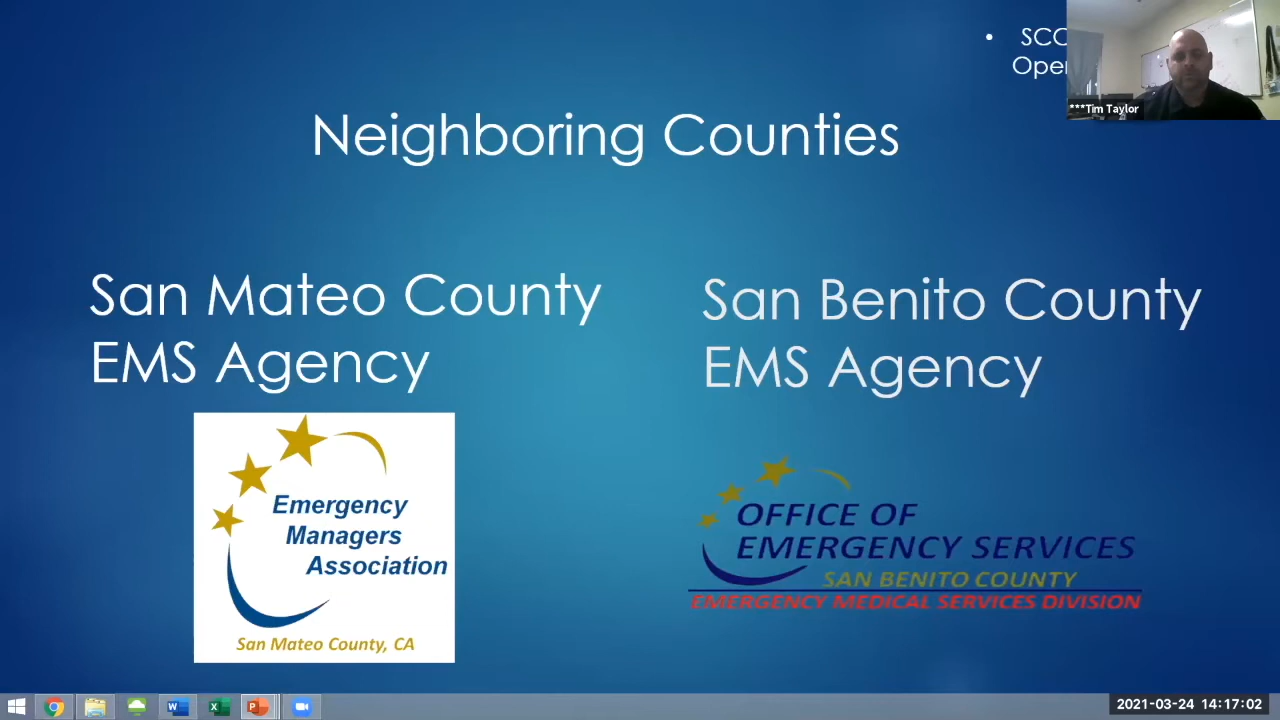 • SCC
Oper
***Tim Taylor
Neighboring Counties
San Mateo County
EMS Agency
San Benito County
EMS Agency
Emergency
Managers
Association
San Mateo County, CA
OFFICE OF
EMERGENCY SERVICES
SAN BENITO COUNTY
EMERGENCY MEDICAL SERVICES DIVISION
2021-03-24 14:17:02